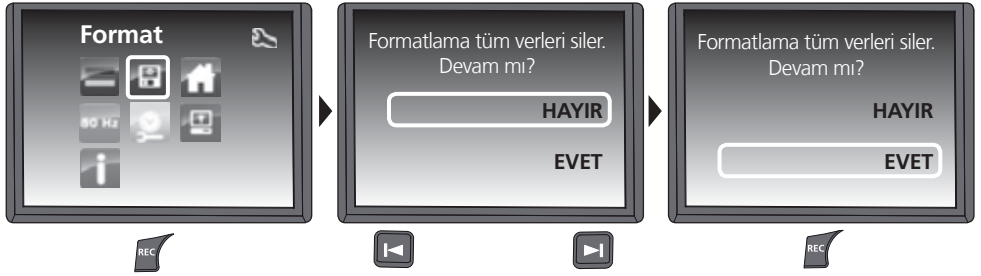 Format
50 Hz
REC
Formatlama tüm verileri siler.
Devam mı?
HAYIR
EVET
Formatlama tüm verileri siler.
Devam mı?
HAYIR
EVET
REC